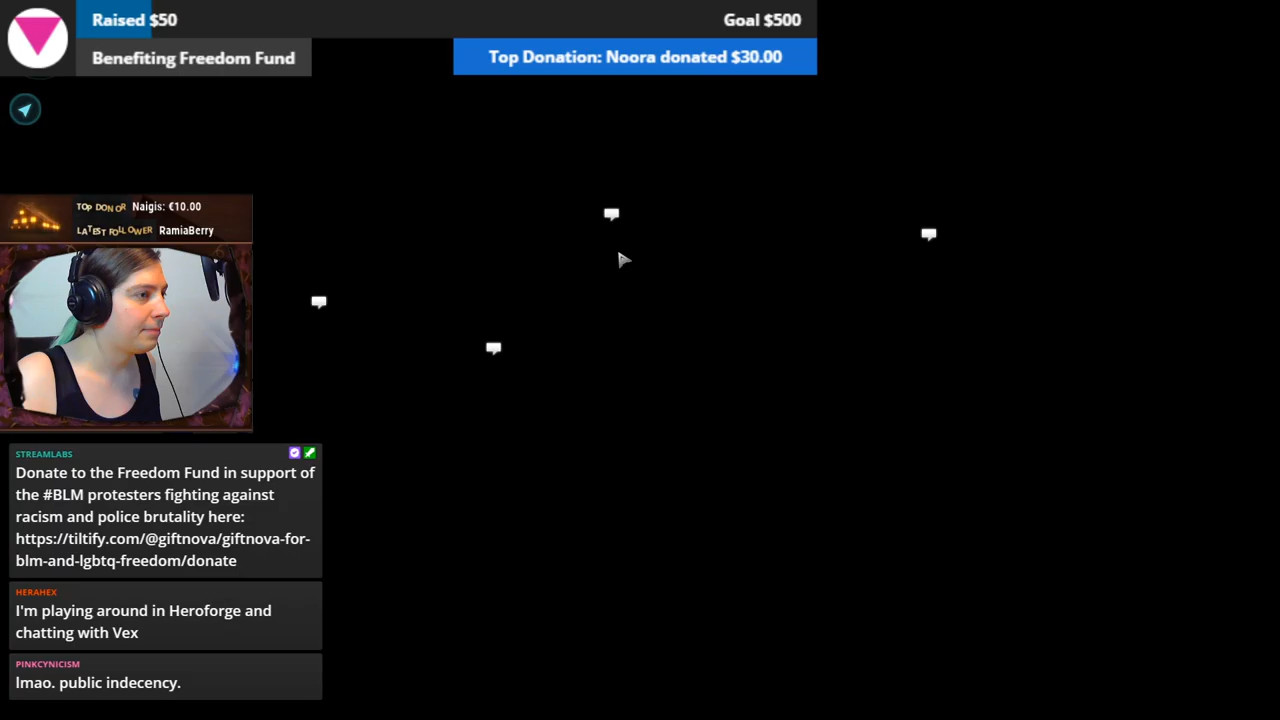 Raised $50
Goal $500
Benefiting Freedom Fund
Top Donation: Noora donated $30.00
TOP DONOR Naigis: €10.00
LATEST FOLLOWER RamiaBerry
STREAMLABS
Donate to the Freedom Fund in support of
the #BLM protesters fighting against
racism and police brutality here:
https://tiltify.com/@giftnova/giftnova-for-
blm-and-lgbtq-freedom/donate
HERAHEX
I'm playing around in Heroforge and
chatting with Vex
PINKCYNICISM
lmao. public indecency.